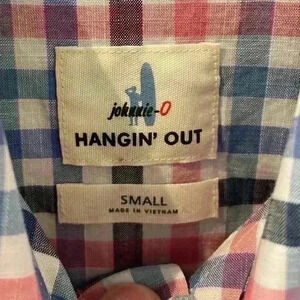 johnnie-O
HANGIN' OUT
SMALL
MADE IN VIETNAM